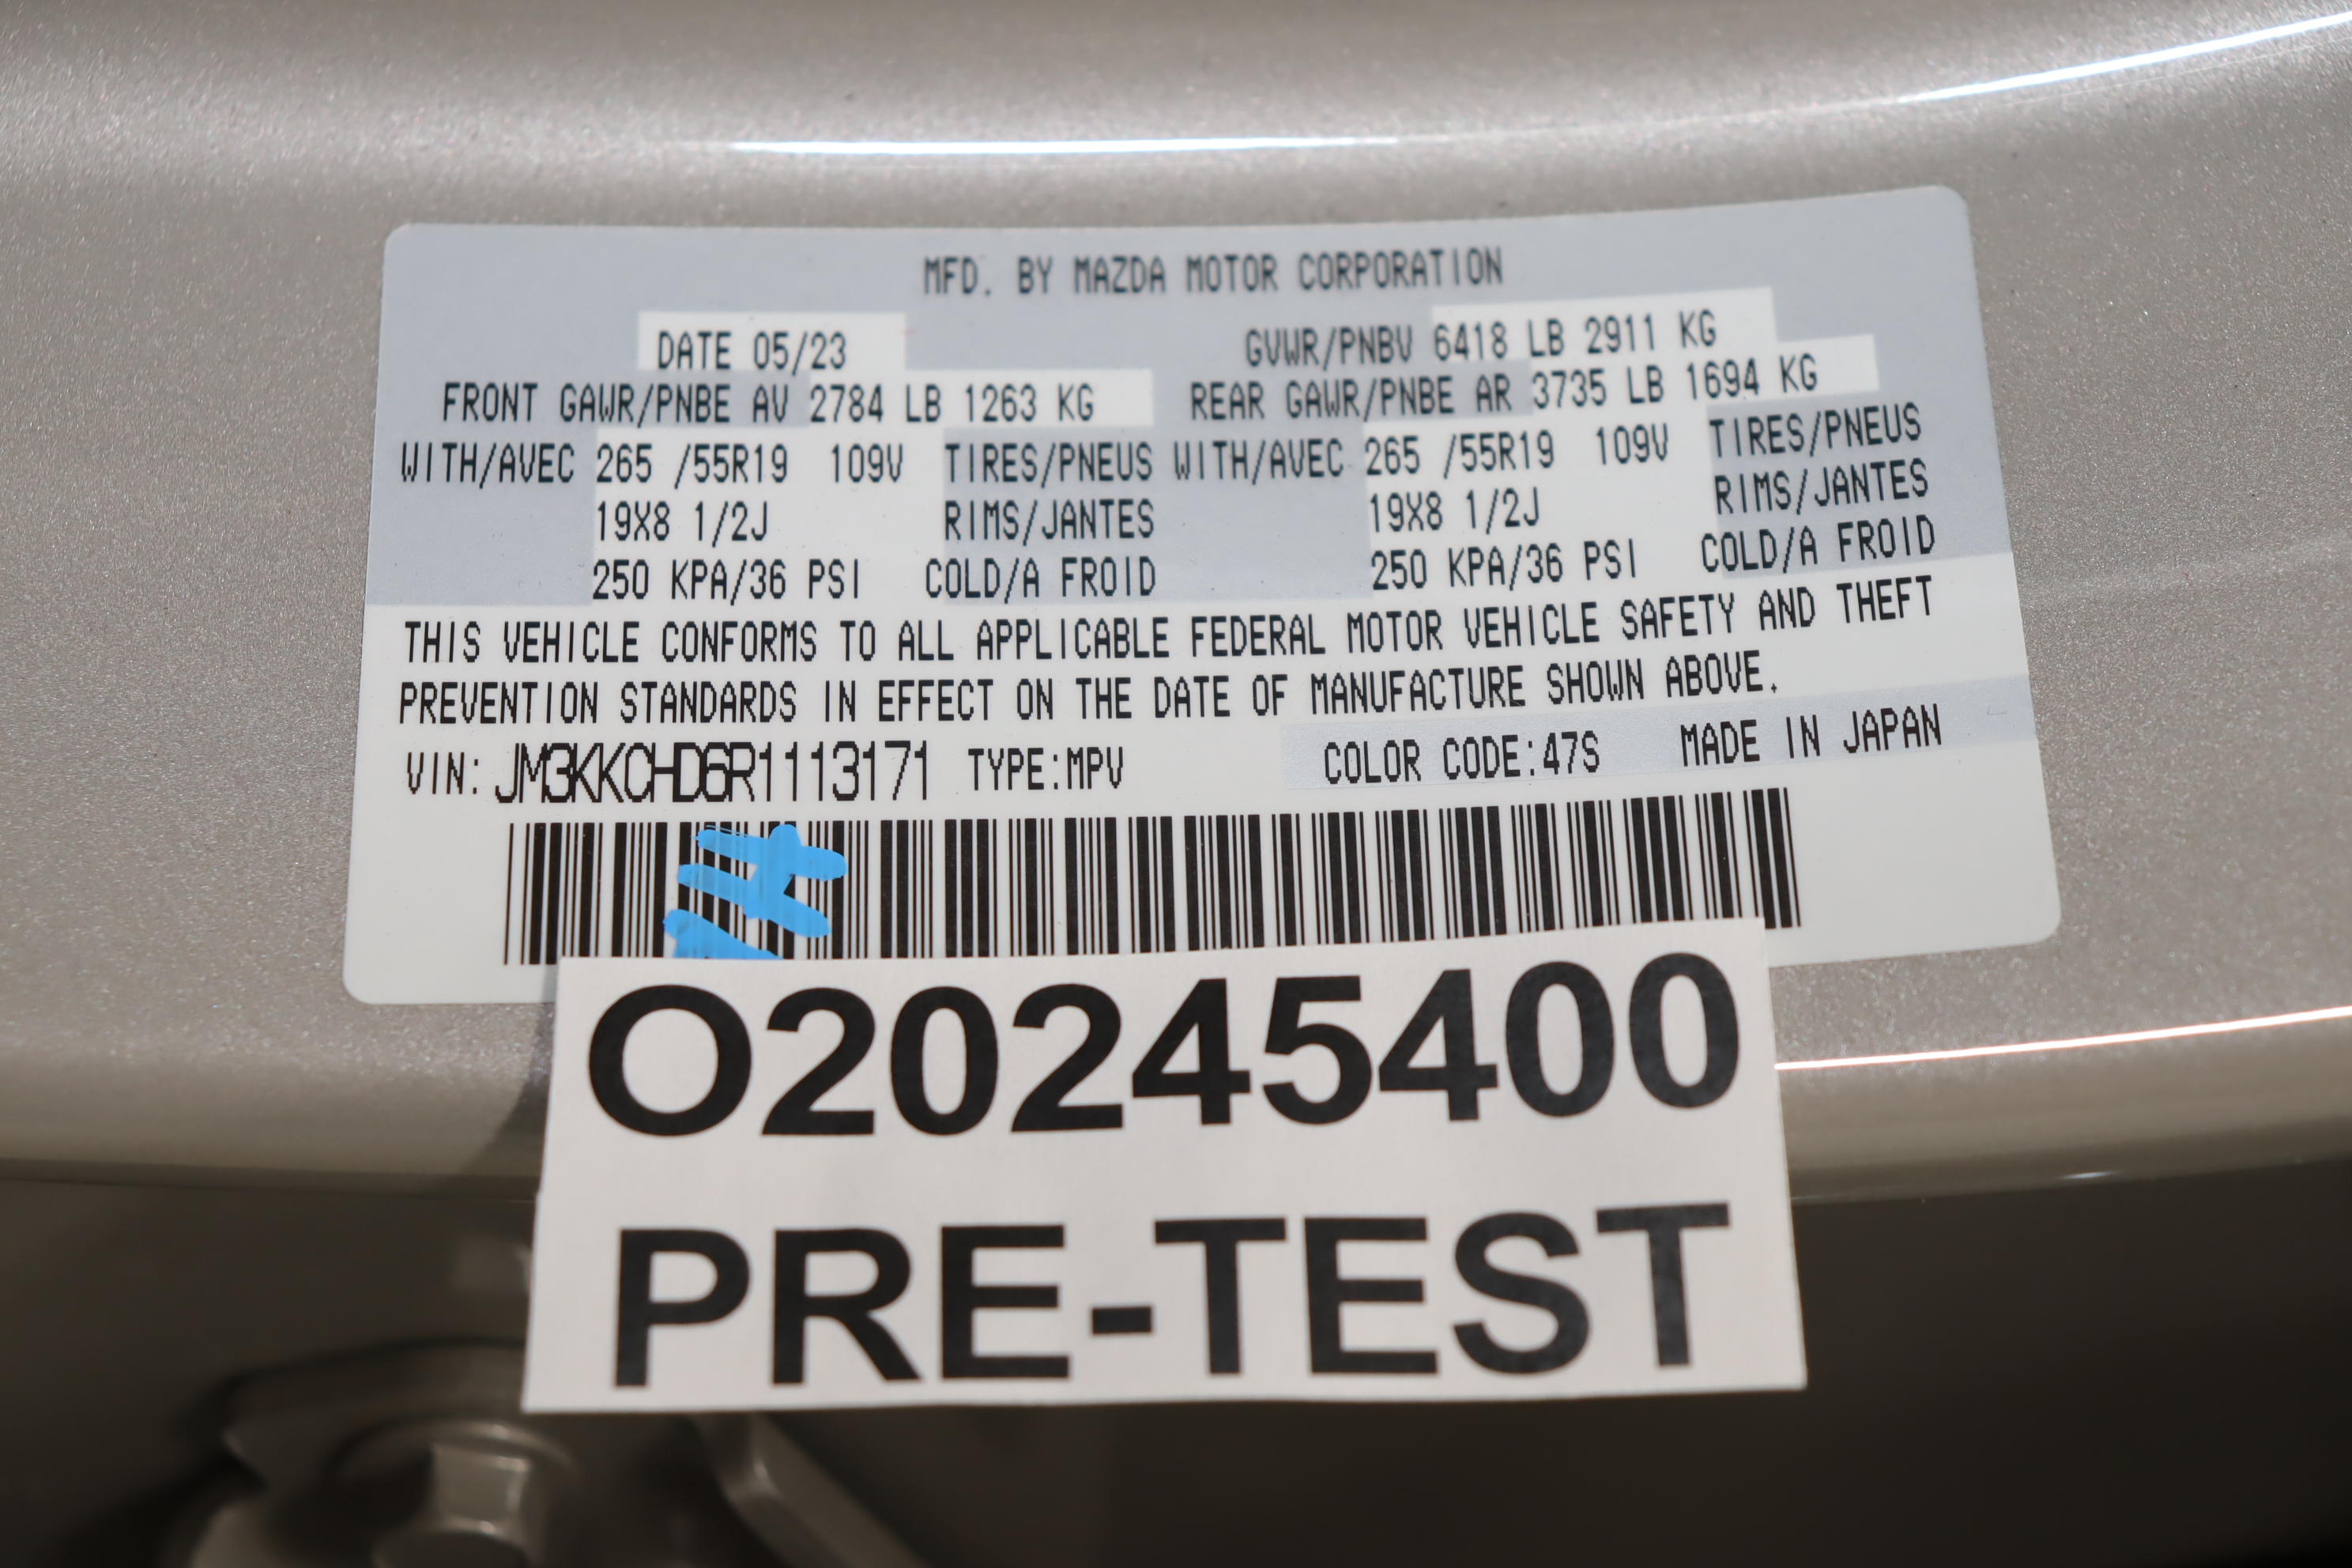 MFD. BY MAZDA MOTOR CORPORATION
DATE 05/23 GVWR/PNBV 6418 LB 2911 KG
FRONT GAWR/PNBE AV 2784 LB 1263 KG REAR GAWR/PNBE AR 3735 LB 1694 KG
WITH/AVEC 265 /55R19 109V TIRES/PNEUS WITH/AVEC 265 /55R19 109V TIRES/PNEUS
19X8 1/2J RIMS/JANTES 19X8 1/2J RIMS/JANTES
250 KPA/36 PSI COLD/A FROID 250 KPA/36 PSI COLD/A FROID
THIS VEHICLE CONFORMS TO ALL APPLICABLE FEDERAL MOTOR VEHICLE SAFETY AND THEFT
PREVENTION STANDARDS IN EFFECT ON THE DATE OF MANUFACTURE SHOWN ABOVE.
VIN: JM3KKCHD6R1113171 TYPE:MPV COLOR CODE:47S MADE IN JAPAN
O20245400
PRE-TEST